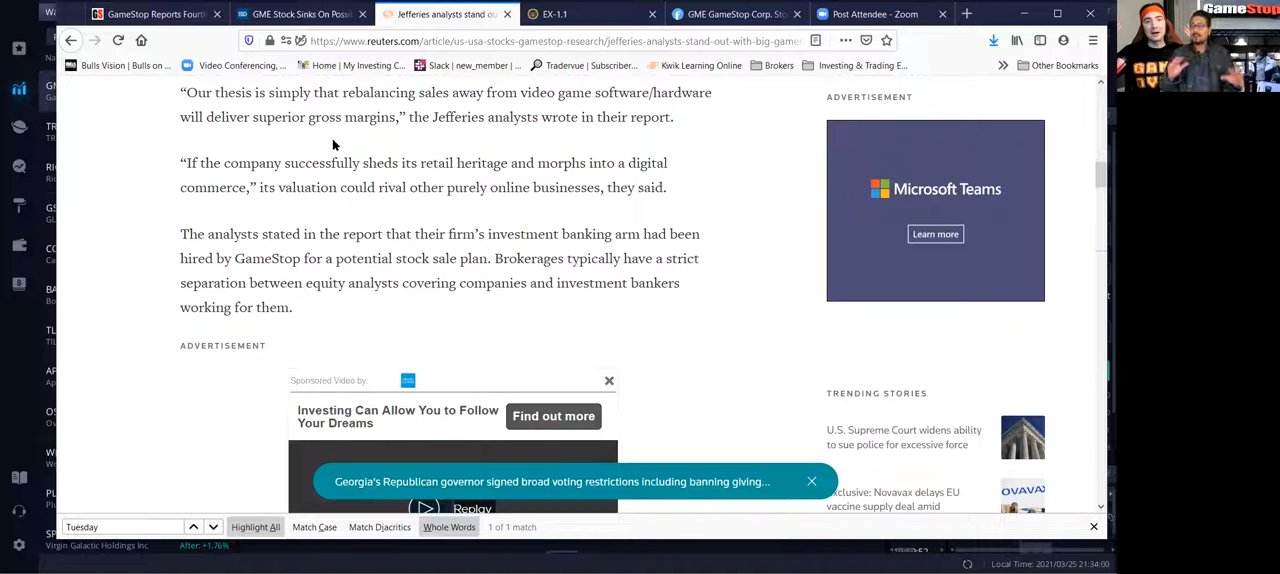 Wa
GameStop Reports Fourt
GME Stock Sinks On Possi
Jefferies analysts stand ou
EX-1.1
GME GameStop Corp. Sto
Post Attendee - Zoom
GameStop
https://www.reuters.com/article/us-usa-stocks-gamestop-research/jefferies-analysts-stand-out-with-big-game
Bulls Vision | Bulls on ...
Video Conferencing, ...
Home | My Investing C...
Slack | new_member | ...
Tradervue | Subscriber...
Kwik Learning Online
Brokers
Investing & Trading E...
Other Bookmarks
“Our thesis is simply that rebalancing sales away from video game software/hardware
will deliver superior gross margins,” the Jefferies analysts wrote in their report.
“If the company successfully sheds its retail heritage and morphs into a digital
commerce,” its valuation could rival other purely online businesses, they said.
The analysts stated in the report that their firm’s investment banking arm had been
hired by GameStop for a potential stock sale plan. Brokerages typically have a strict
separation between equity analysts covering companies and investment bankers
working for them.
ADVERTISEMENT
Sponsored Video by:
Investing Can Allow You to Follow
Your Dreams
Find out more
Replay
ADVERTISEMENT
Microsoft Teams
Learn more
TRENDING STORIES
U.S. Supreme Court widens ability
to sue police for excessive force
Exclusive: Novavax delays EU
vaccine supply deal amid
OVAVAX
Georgia's Republican governor signed broad voting restrictions including banning giving...
Tuesday
Highlight All
Match Case
Match Diacritics
Whole Words
1 of 1 match
Virgin Galactic Holdings Inc
After: +1.76%
Local Time: 2021/03/25 21:34:00